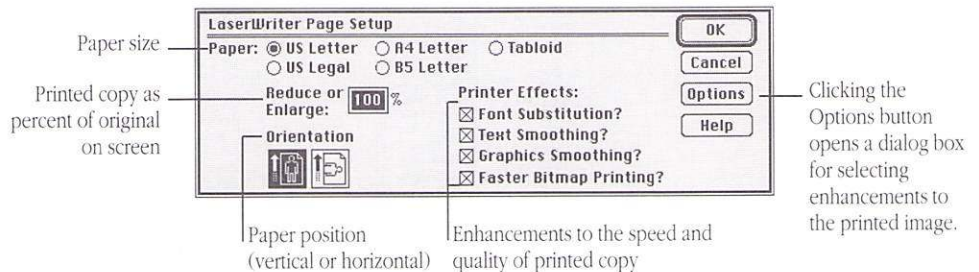 LaserWriter Page Setup
OK
Paper: US Letter A4 Letter Tabloid
US Legal B5 Letter
Cancel
Reduce or
Enlarge: 100 %
Printer Effects:
Font Substitution?
Text Smoothing?
Graphics Smoothing?
Faster Bitmap Printing?
Options
Help
Orientation
Paper size
Printed copy as
percent of original
on screen
Paper position
(vertical or horizontal)
Enhancements to the speed and
quality of printed copy
Clicking the
Options button
opens a dialog box
for selecting
enhancements to
the printed image.